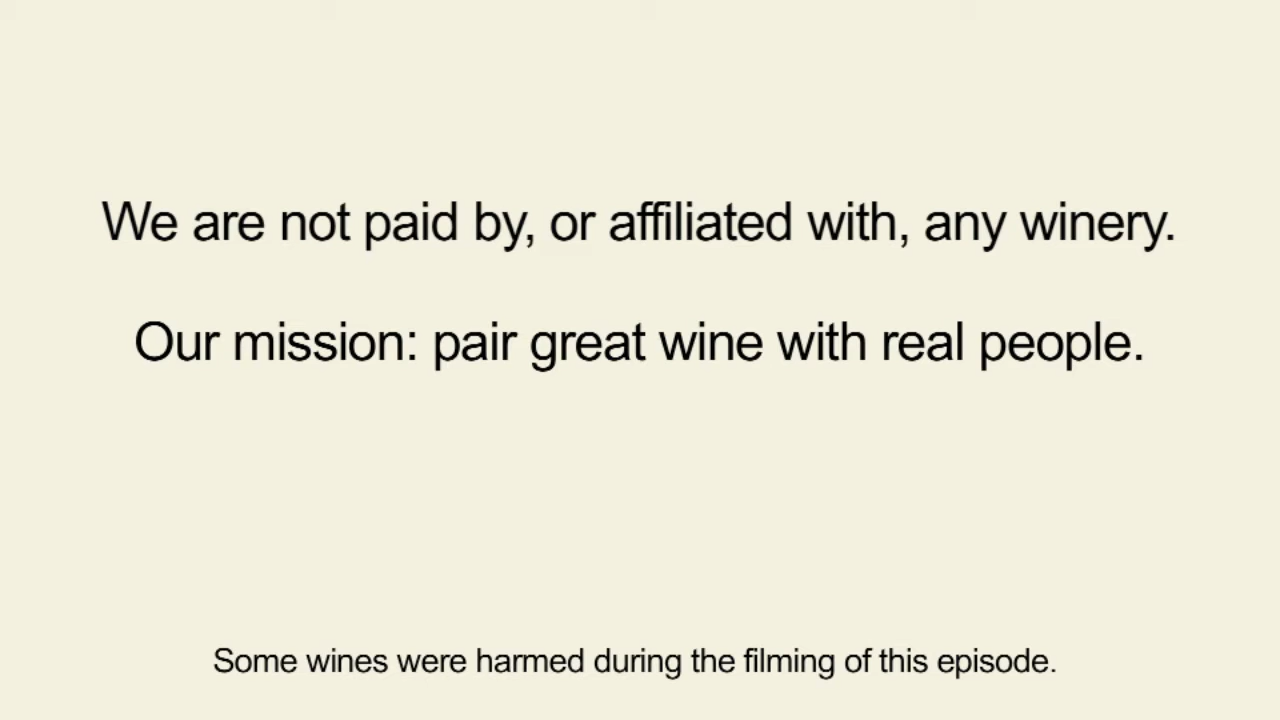 We are not paid by, or affiliated with, any winery.
Our mission: pair great wine with real people.
Some wines were harmed during the filming of this episode.